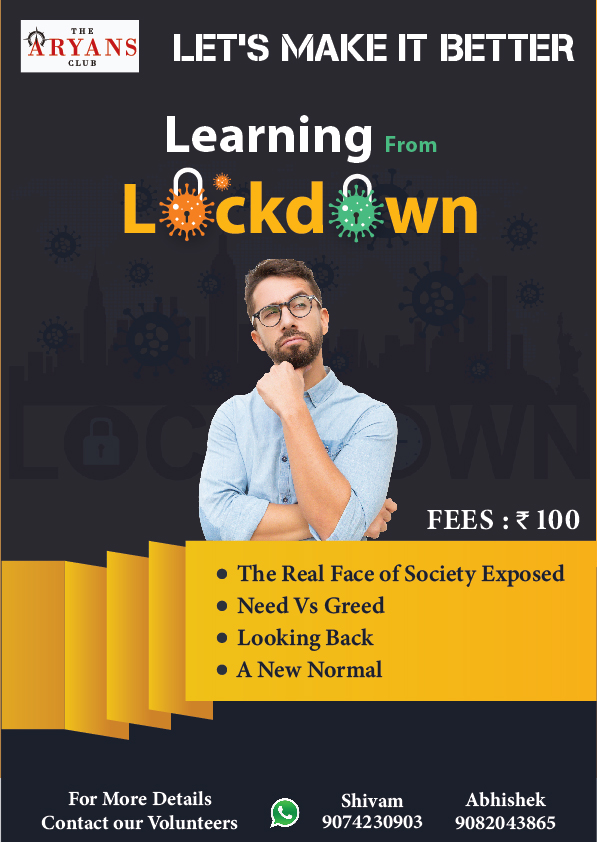 THE
ARYANS
CLUB
LET'S MAKE IT BETTER
Learning From
Lockdown
LOCKDOWN
FEES : ₹ 100
• The Real Face of Society Exposed
• Need Vs Greed
• Looking Back
• A New Normal
For More Details
Contact our Volunteers
Shivam
9074230903
Abhishek
9082043865